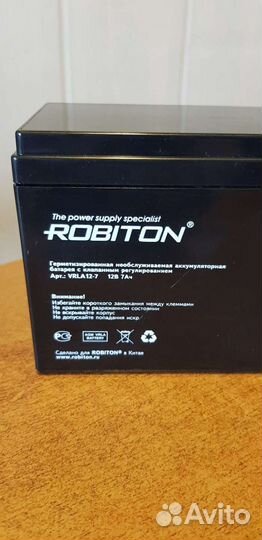 The power supply specialist
ROBITON®
Герметизированная необслуживаемая аккумуляторная
батарея с клапанным регулированием
Арт.: VRLA12-7 12В 7Ач
Внимание!
Избегайте короткого замыкания между клеммами
Не храните в разряженном состоянии
Не вскрывайте корпус
Не допускайте попадания искр
AGM VRLA
BATTERY
Сделано для ROBITON® в Китае
www.robiton.ru
Avito